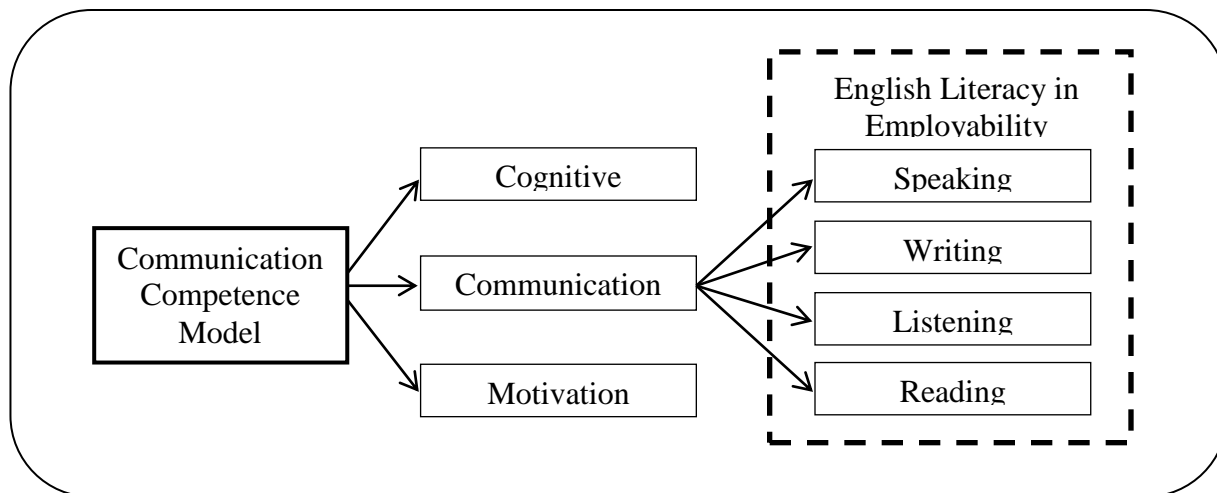 English Literacy in
Employability
Cognitive
Speaking
Communication
Competence
Model
Writing
Communication
Listening
Motivation
Reading